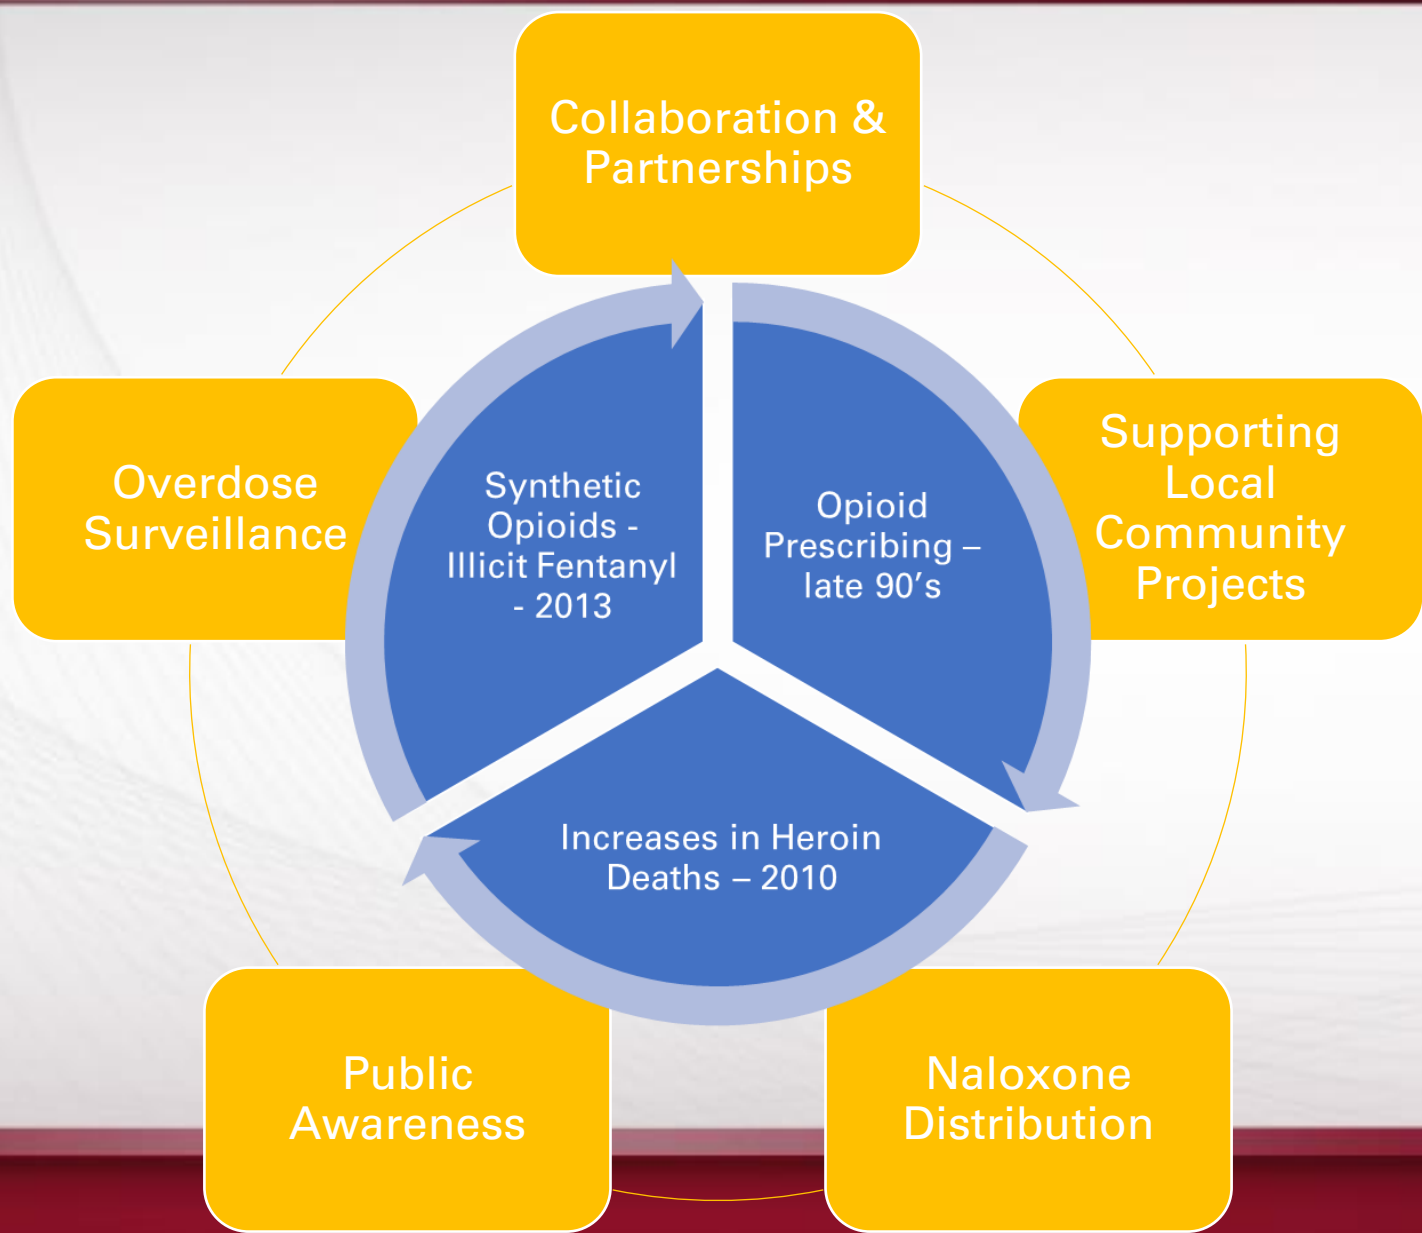 Collaboration &
Partnerships
Supporting
Local
Community
Projects
Overdose
Surveillance
Synthetic
Opioids -
Illicit Fentanyl
- 2013
Opioid
Prescribing –
late 90’s
Increases in Heroin
Deaths – 2010
Public
Awareness
Naloxone
Distribution